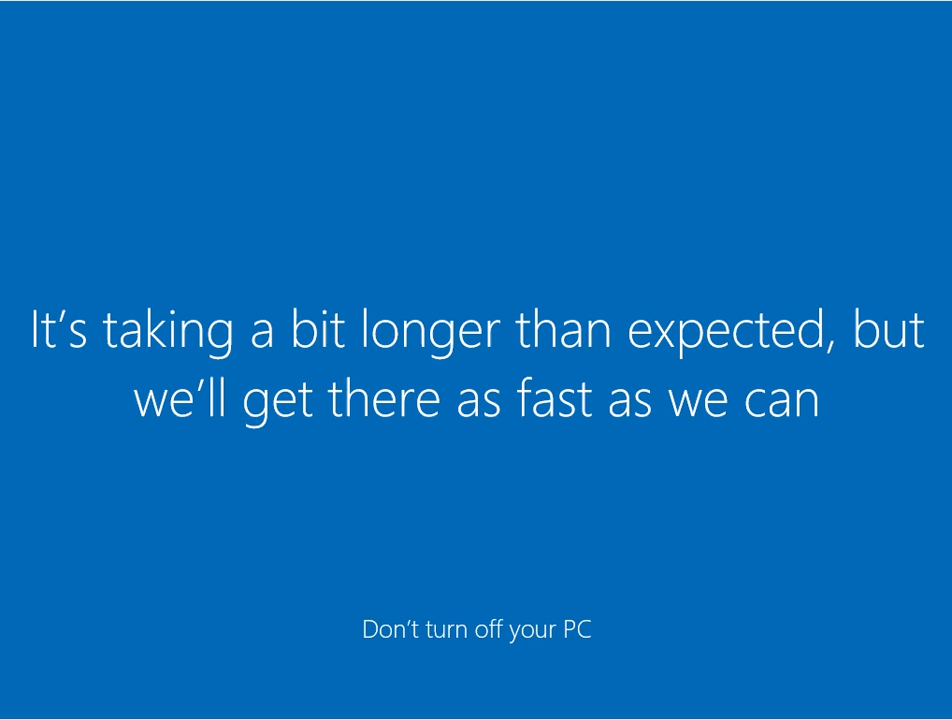 It’s taking a bit longer than expected, but
we’ll get there as fast as we can
Don’t turn off your PC